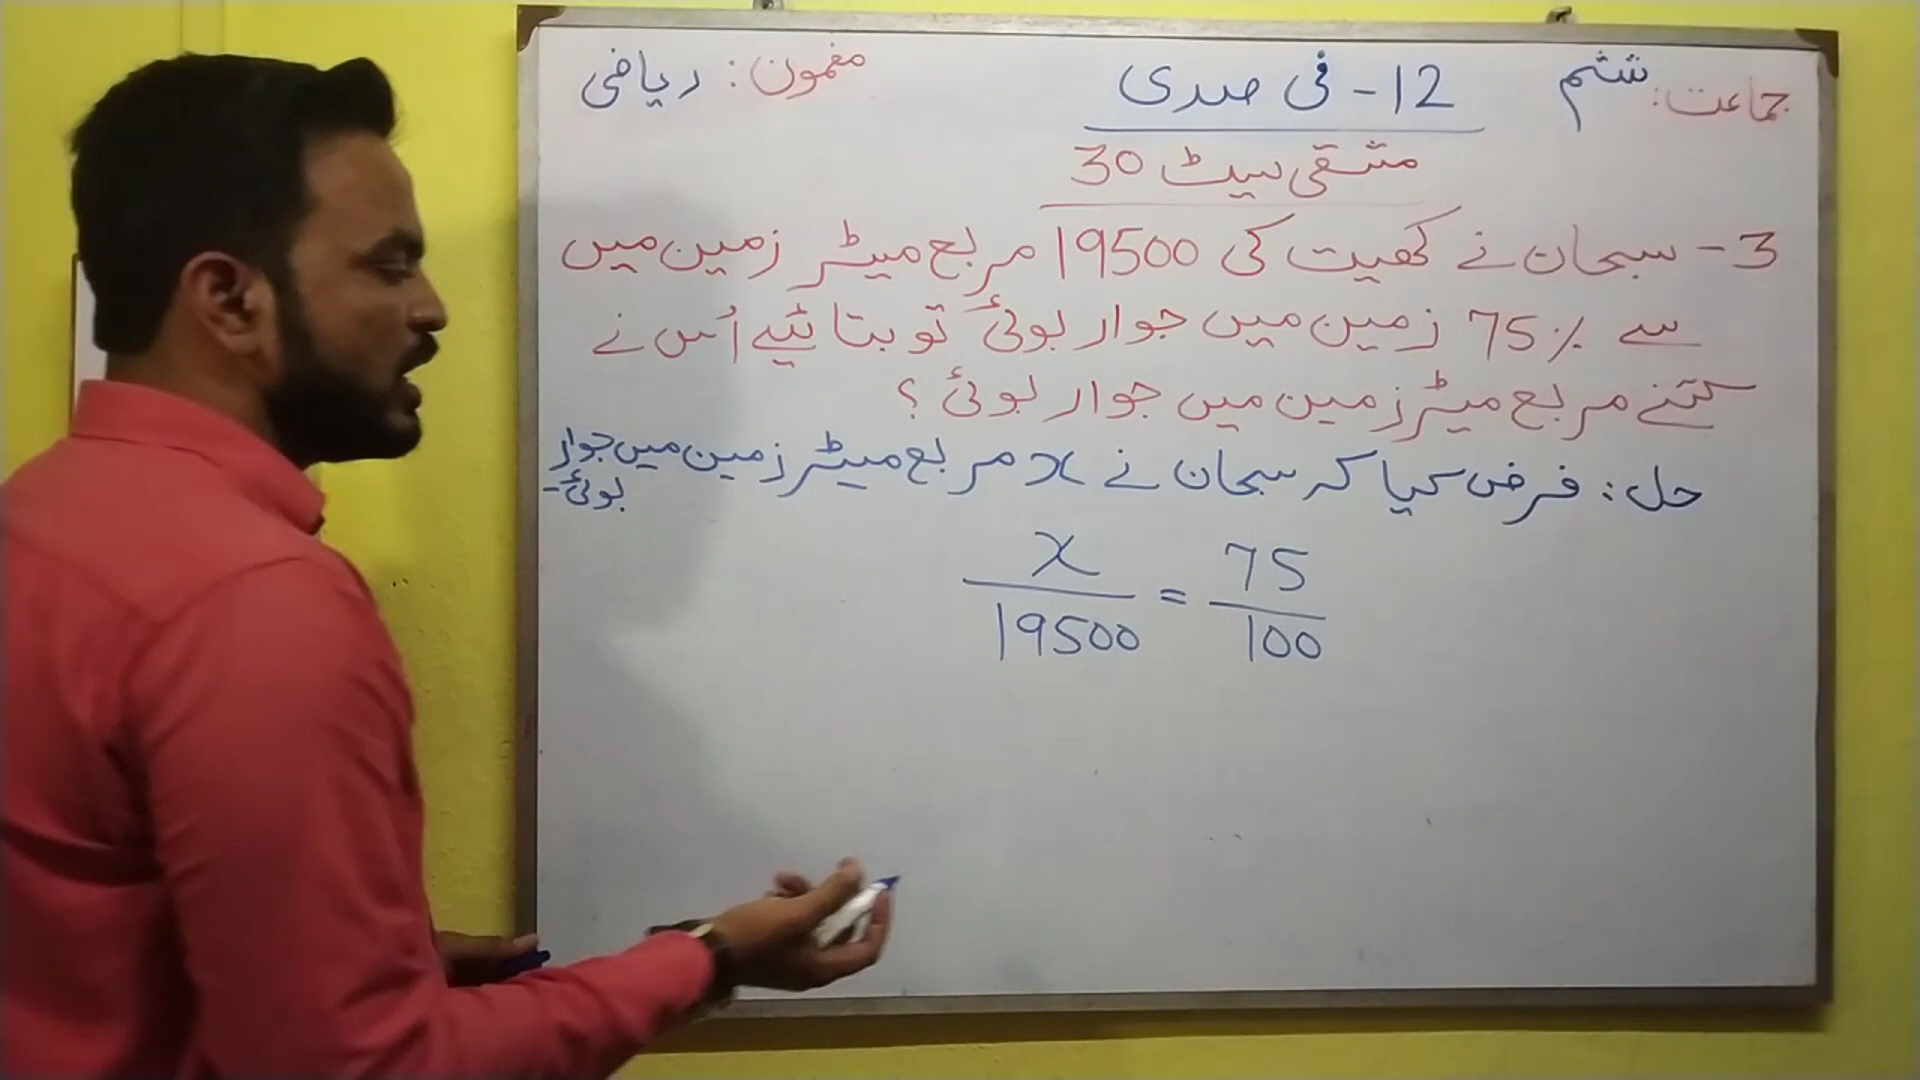 جماعت: ششم
12- فی صدی
مضمون: ریاضی
مشقی سیٹ 30
3- سبحان نے کھیت کی 19500 مربع میٹر زمین میں
سے 75% زمین میں جوار بوئی تو بتائیے اُس نے
کتنے مربع میٹر زمین میں جوار بوئی ؟
حل: فرض کیا کہ سبحان نے x مربع میٹر زمین میں جوار
بوئی-
x/19500 = 75/100